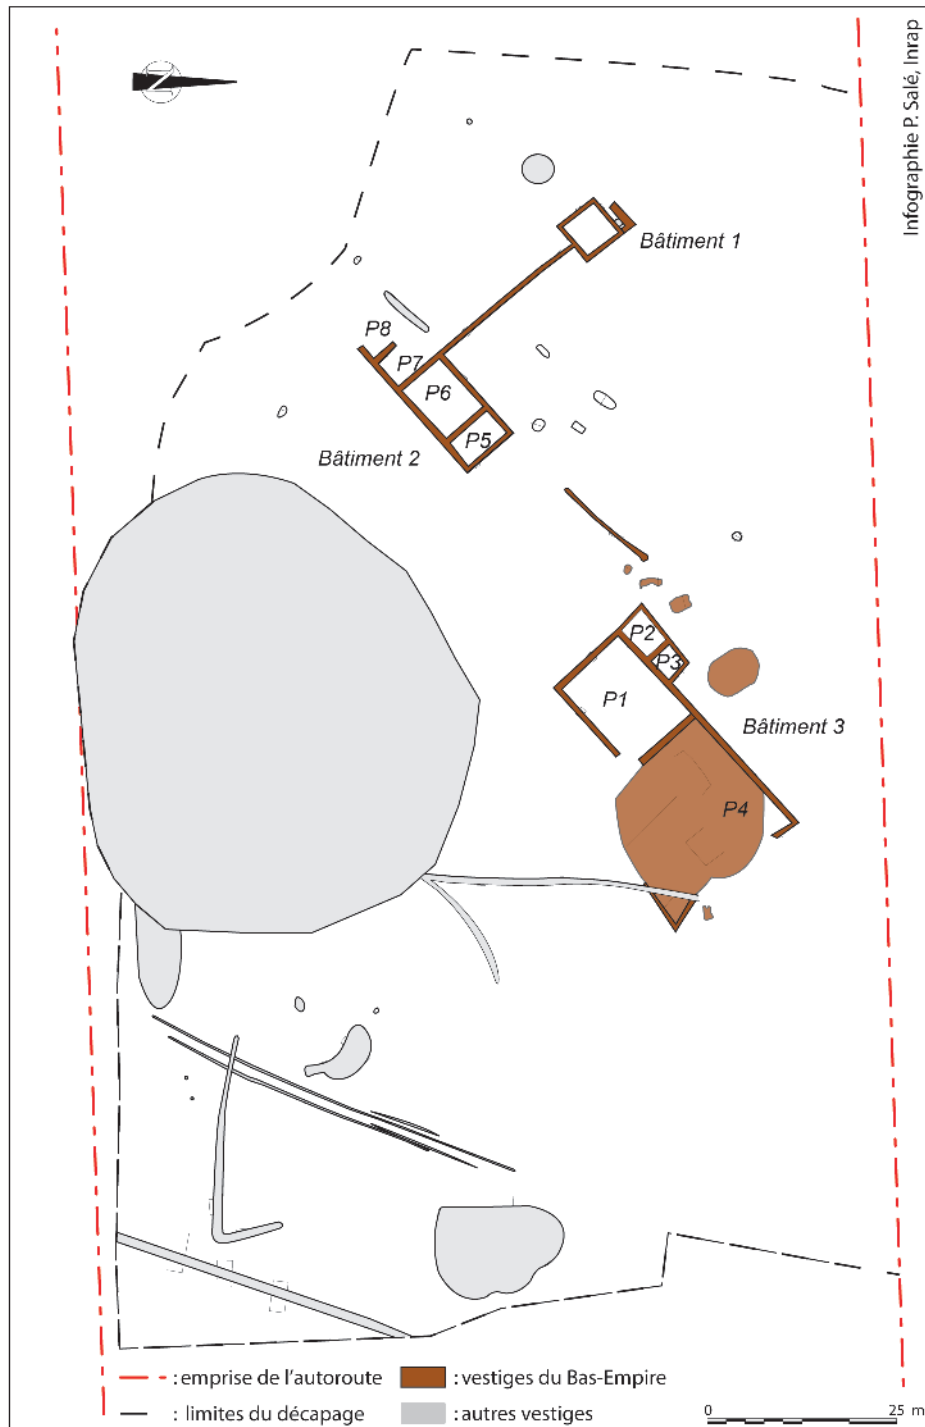 Infographie P. Salé, Inrap
N
Bâtiment 1
P8
P7
P6
P5
Bâtiment 2
P2
P3
P1
Bâtiment 3
P4
: emprise de l'autoroute
: vestiges du Bas-Empire
: limites du décapage
: autres vestiges
0 25 m